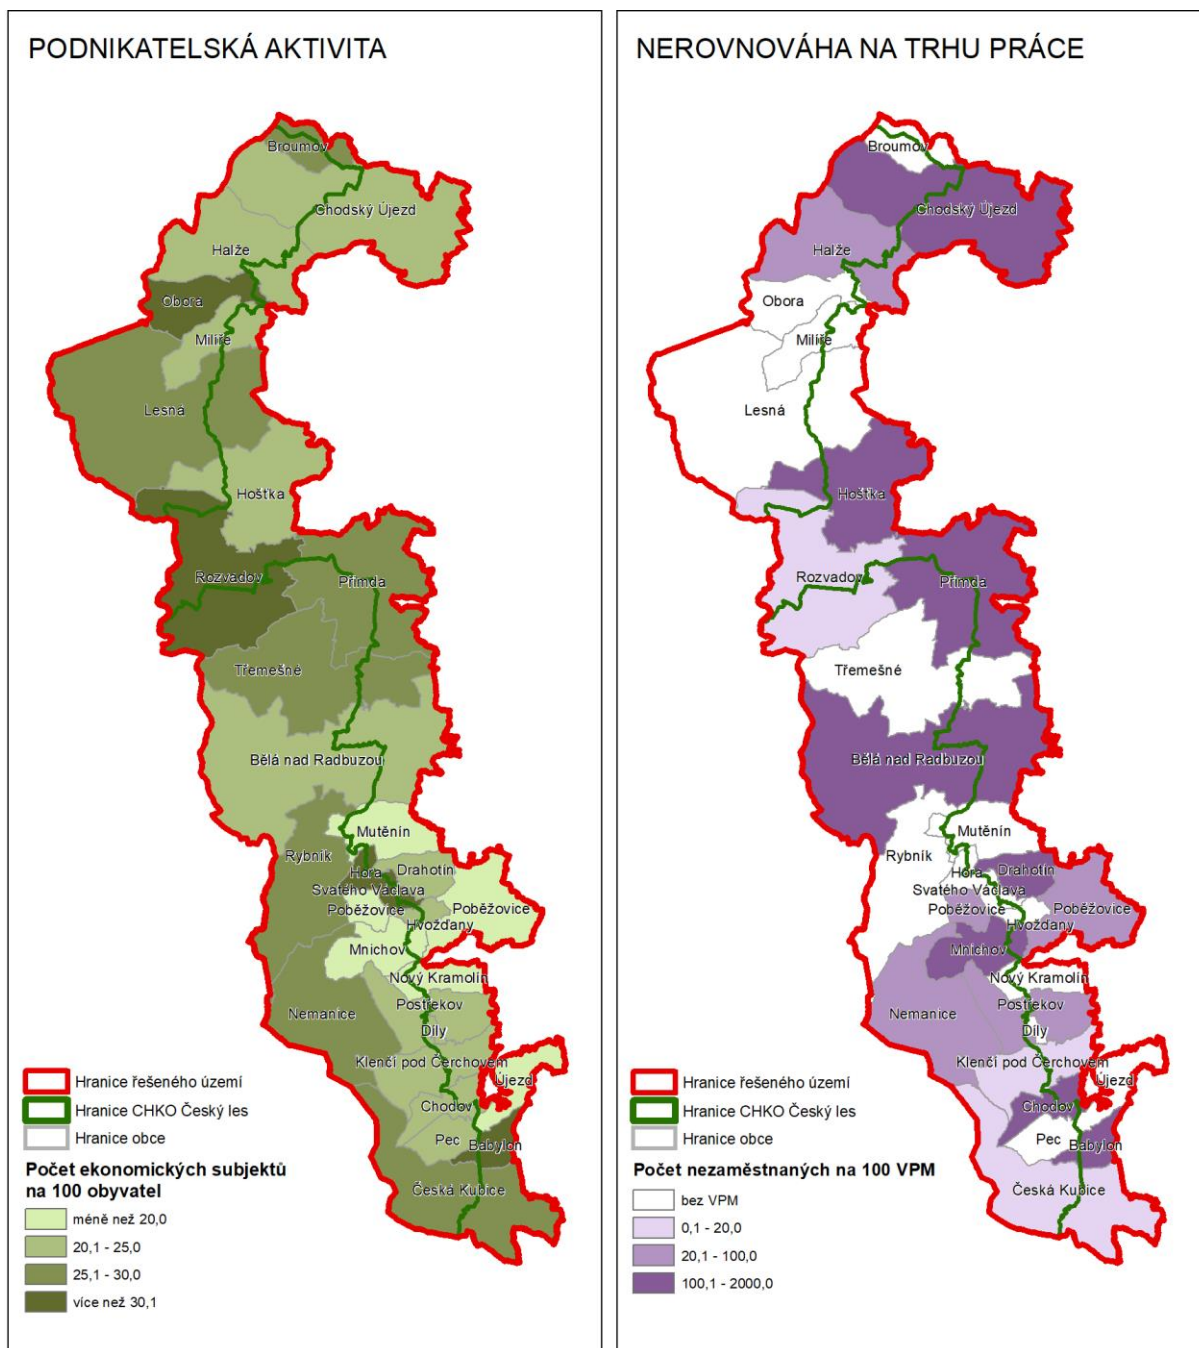 PODNIKATELSKÁ AKTIVITA
Broumov
Chodský Újezd
Halže
Obora
Milíře
Lesná
Hošťka
Rozvadov
Přimda
Třemešné
Bělá nad Radbuzou
Mutěnín
Rybník
Drahotín
Hora
Svatého Václava
Poběžovice
Poběžovice
Hvožďany
Mnichov
Nový Kramolín
Postřekov
Nemanice
Díly
Klenčí pod Čerchovem
Újezd
Chodov
Pec
Babylon
Česká Kubice
Hranice řešeného území
Hranice CHKO Český les
Hranice obce
Počet ekonomických subjektů
na 100 obyvatel
méně než 20,0
20,1 - 25,0
25,1 - 30,0
více než 30,1
NEROVNOVÁHA NA TRHU PRÁCE
Broumov
Chodský Újezd
Halže
Obora
Milíře
Lesná
Hošťka
Rozvadov
Přimda
Třemešné
Bělá nad Radbuzou
Mutěnín
Rybník
Drahotín
Hora
Svatého Václava
Poběžovice
Poběžovice
Hvožďany
Mnichov
Nový Kramolín
Postřekov
Nemanice
Díly
Klenčí pod Čerchovem
Újezd
Chodov
Pec
Babylon
Česká Kubice
Hranice řešeného území
Hranice CHKO Český les
Hranice obce
Počet nezaměstnaných na 100 VPM
bez VPM
0,1 - 20,0
20,1 - 100,0
100,1 - 2000,0